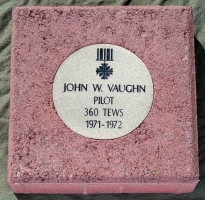 JOHN W. VAUGHN
PILOT
360 TEWS
1971-1972